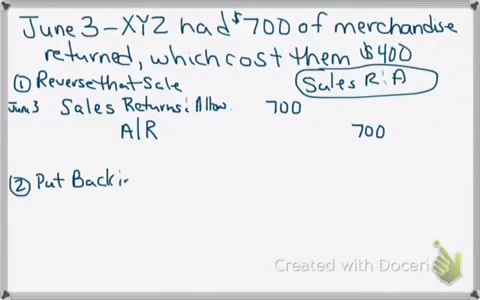 June 3 - XYZ had $700 of merchandise
returned, which cost them $400
① Reverse that Sale
Sales R&A
June 3 Sales Returns & Allow. 700
A/R 700
② Put Back i
Created with Doceri